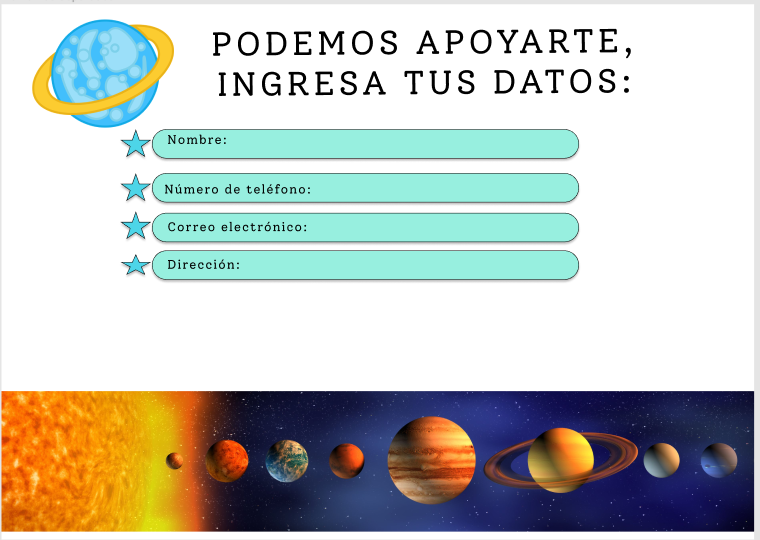 PODEMOS APOYARTE,
INGRESA TUS DATOS:
Nombre:
Número de teléfono:
Correo electrónico:
Dirección: